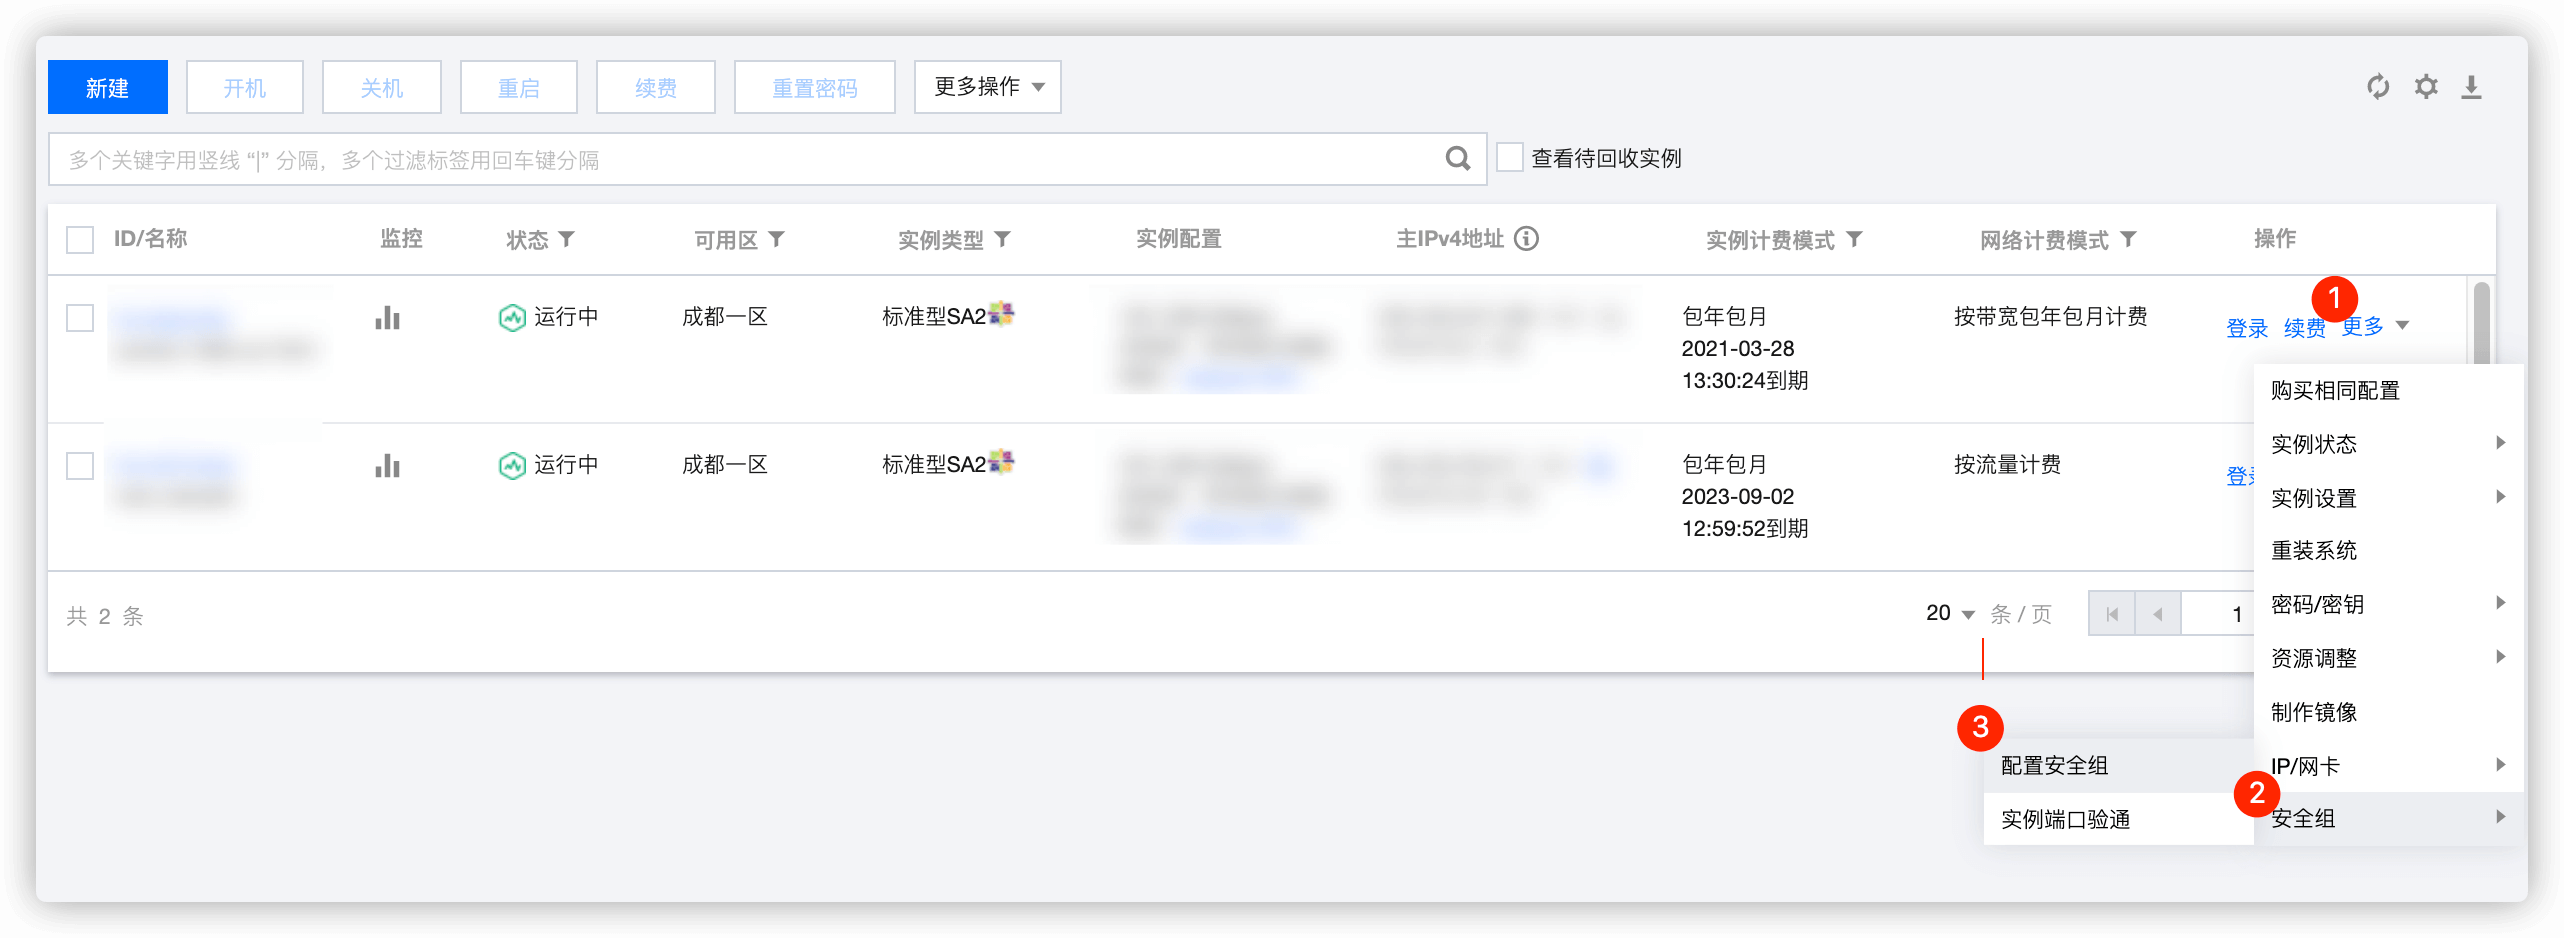 新建 开机 关机 重启 续费 重置密码 更多操作
多个关键字用竖线 “|” 分隔，多个过滤标签用回车键分隔 查看待回收实例
ID/名称 监控 状态 可用区 实例类型 实例配置 主IPv4地址 实例计费模式 网络计费模式 操作
1
运行中 成都一区 标准型SA2 包年包月 按带宽包年包月计费 登录 续费 更多
2021-03-28
13:30:24到期
运行中 成都一区 标准型SA2 包年包月 按流量计费 登录
2023-09-02
12:59:52到期
共 2 条 20 条 / 页 1
购买相同配置
实例状态
实例设置
重装系统
密码/密钥
资源调整
制作镜像
IP/网卡
2
安全组
3
配置安全组
实例端口验通